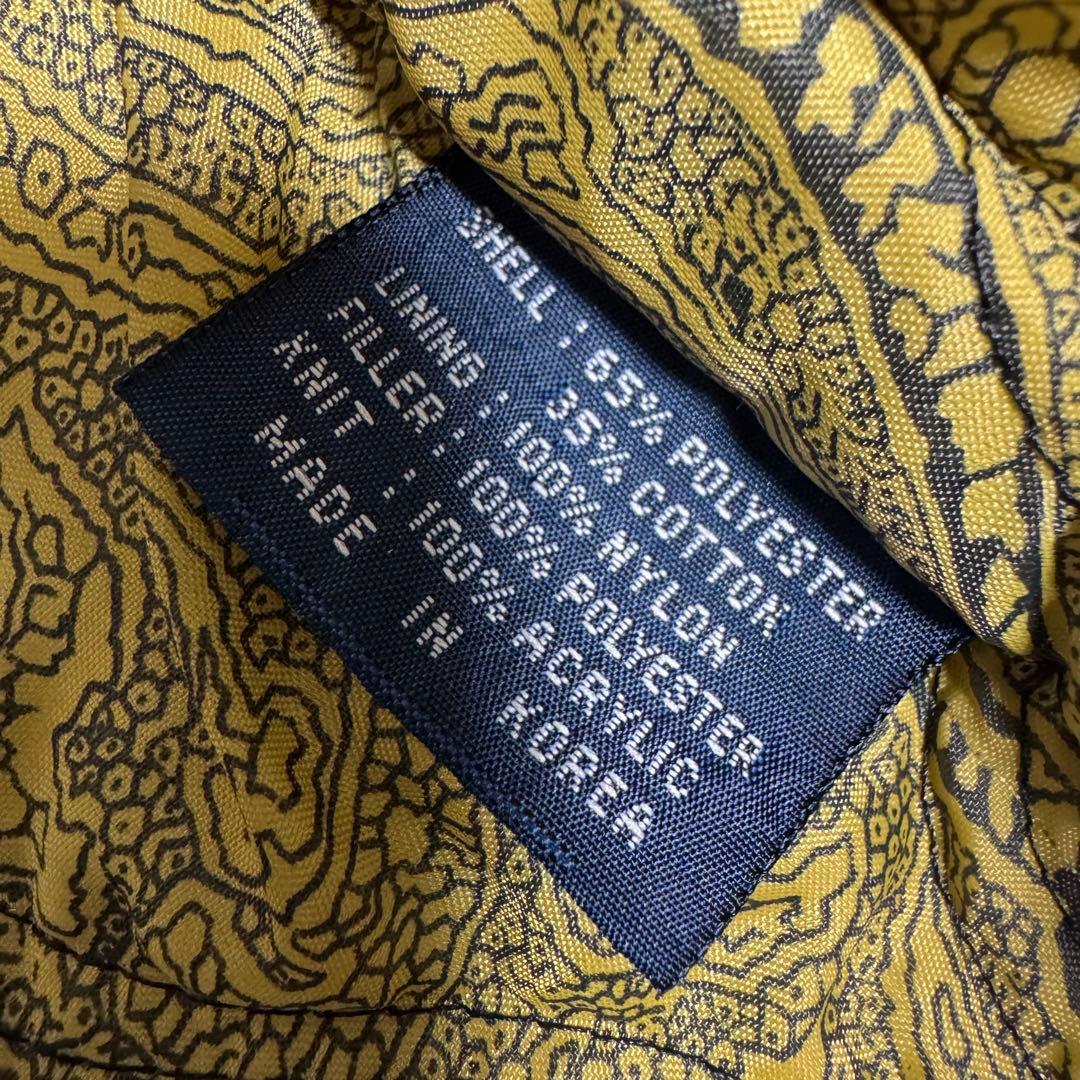 SHELL : 65% POLYESTER
35% COTTON
LINING : 100% NYLON
FILLER : 100% POLYESTER
KNIT : 100% ACRYLIC
MADE IN KOREA